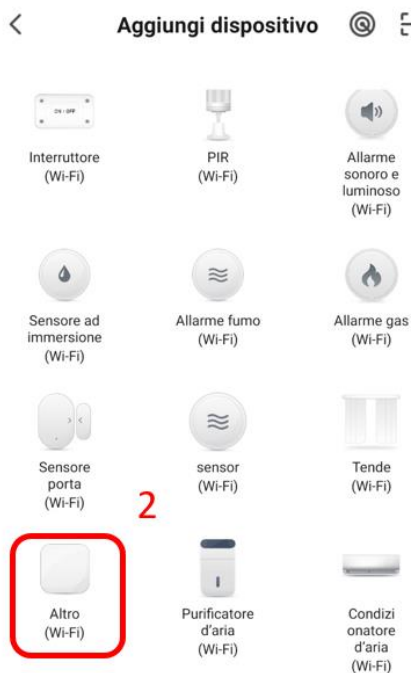 Aggiungi dispositivo
ON / OFF
Interruttore
(Wi-Fi)
PIR
(Wi-Fi)
Allarme
sonoro e
luminoso
(Wi-Fi)
Sensore ad
immersione
(Wi-Fi)
Allarme fumo
(Wi-Fi)
Allarme gas
(Wi-Fi)
Sensore
porta
(Wi-Fi)
sensor
(Wi-Fi)
Tende
(Wi-Fi)
2
Altro
(Wi-Fi)
Purificatore
d'aria
(Wi-Fi)
Condizi
onatore
d'aria
(Wi-Fi)